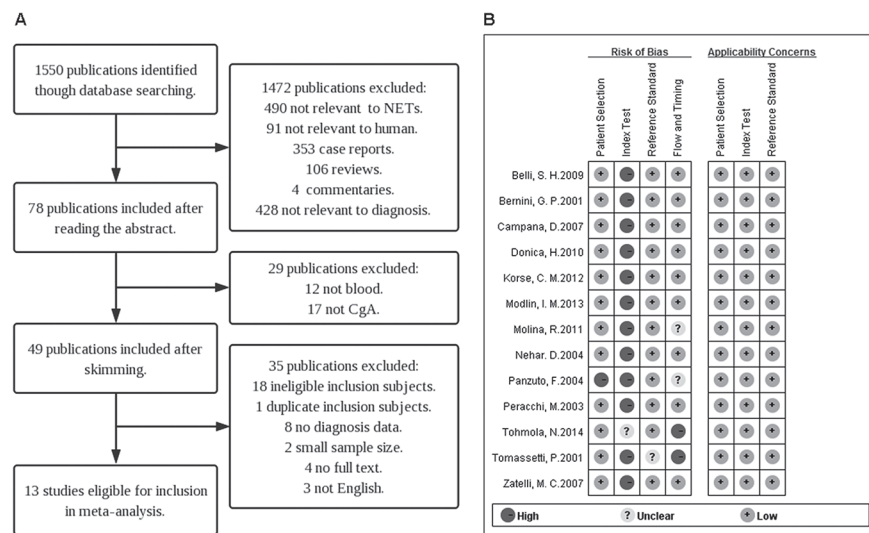 A
1550 publications identified
though database searching.
1472 publications excluded:
490 not relevant to NETs.
91 not relevant to human.
353 case reports.
106 reviews.
4 commentaries.
428 not relevant to diagnosis.
78 publications included after
reading the abstract.
29 publications excluded:
12 not blood.
17 not CgA.
49 publications included after
skimming.
35 publications excluded:
18 ineligible inclusion subjects.
1 duplicate inclusion subjects.
8 no diagnosis data.
2 small sample size.
4 no full text.
3 not English.
13 studies eligible for inclusion
in meta-analysis.
B
Risk of Bias
Applicability Concerns
Patient Selection
Index Test
Reference Standard
Flow and Timing
Patient Selection
Index Test
Reference Standard
Belli, S. H.2009 + - + + + + +
Bernini, G. P.2001 + - + + + + +
Campana, D.2007 + - + + + + +
Donica, H.2010 + - + + + + +
Korse, C. M.2012 + - + + + + +
Modlin, I. M.2013 + - + + + + +
Molina, R.2011 + - + ? + + +
Nehar. D.2004 + - + + + + +
Panzuto, F.2004 - - + ? + + +
Peracchi, M.2003 + - + + + + +
Tohmola, N.2014 + ? + - + + +
Tomassetti, P.2001 + - ? - + + +
Zatelli, M. C.2007 + - + + + + +
- High
? Unclear
+ Low